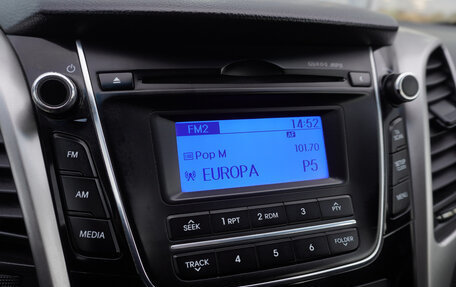 FM2 14:52
AF
Pop M 101.70
EUROPA P5
FM
AM
MEDIA
SEEK
1 RPT
2 RDM
3
PTY
TRACK
4
5
6
FOLDER
MENU